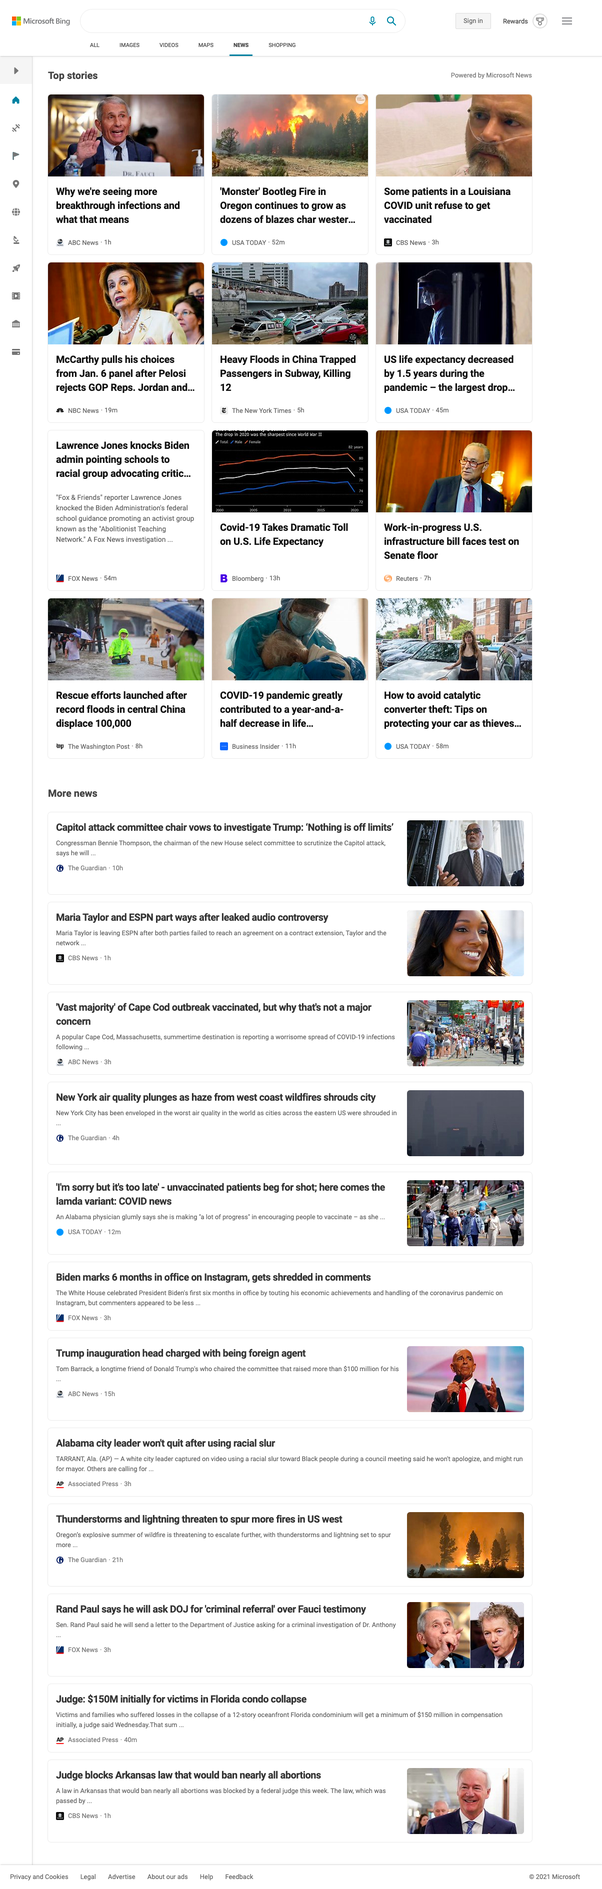 Microsoft Bing
Sign in
Rewards
ALL
IMAGES
VIDEOS
MAPS
NEWS
SHOPPING
Top stories
Powered by Microsoft News
DR. FAUCI
Why we're seeing more
breakthrough infections and
what that means
ABC News · 1h
'Monster' Bootleg Fire in
Oregon continues to grow as
dozens of blazes char wester...
USA TODAY · 52m
Some patients in a Louisiana
COVID unit refuse to get
vaccinated
CBS News · 3h
McCarthy pulls his choices
from Jan. 6 panel after Pelosi
rejects GOP Reps. Jordan and...
NBC News · 19m
Heavy Floods in China Trapped
Passengers in Subway, Killing
12
The New York Times · 5h
US life expectancy decreased
by 1.5 years during the
pandemic – the largest drop...
USA TODAY · 45m
Lawrence Jones knocks Biden
admin pointing schools to
racial group advocating critic...
"Fox & Friends" reporter Lawrence Jones
knocked the Biden Administration's federal
school guidance promoting an activist group
known as the "Abolitionist Teaching
Network." A Fox News investigation ...
FOX News · 54m
The drop in 2020 was the sharpest since World War II
Total Male Female
82 years
80
78
76
74
72
2000
2005
2010
2015
2020
Covid-19 Takes Dramatic Toll
on U.S. Life Expectancy
Bloomberg · 13h
Work-in-progress U.S.
infrastructure bill faces test on
Senate floor
Reuters · 7h
Rescue efforts launched after
record floods in central China
displace 100,000
wp The Washington Post · 8h
COVID-19 pandemic greatly
contributed to a year-and-a-
half decrease in life...
Business Insider · 11h
How to avoid catalytic
converter theft: Tips on
protecting your car as thieves...
USA TODAY · 58m
More news
Capitol attack committee chair vows to investigate Trump: 'Nothing is off limits'
Congressman Bennie Thompson, the chairman of the new House select committee to scrutinize the Capitol attack,
says he will ...
The Guardian · 10h
Maria Taylor and ESPN part ways after leaked audio controversy
Maria Taylor is leaving ESPN after both parties failed to reach an agreement on a contract extension, Taylor and the
network ...
CBS News · 1h
'Vast majority' of Cape Cod outbreak vaccinated, but why that's not a major
concern
A popular Cape Cod, Massachusetts, summertime destination is reporting a worrisome spread of COVID-19 infections
following ...
ABC News · 3h
New York air quality plunges as haze from west coast wildfires shrouds city
New York City has been enveloped in the worst air quality in the world as cities across the eastern US were shrouded in
...
The Guardian · 4h
'I'm sorry but it's too late' - unvaccinated patients beg for shot; here comes the
lamda variant: COVID news
An Alabama physician glumly says she is making "a lot of progress" in encouraging people to vaccinate – as she ...
USA TODAY · 12m
Biden marks 6 months in office on Instagram, gets shredded in comments
The White House celebrated President Biden's first six months in office by touting his economic achievements and handling of the coronavirus pandemic on
Instagram, but commenters appeared to be less ...
FOX News · 3h
Trump inauguration head charged with being foreign agent
Tom Barrack, a longtime friend of Donald Trump's who chaired the committee that raised more than $100 million for his
...
ABC News · 15h
Alabama city leader won't quit after using racial slur
TARRANT, Ala. (AP) — A white city leader captured on video using a racial slur toward Black people during a council meeting said he won't apologize, and might run
for mayor. Others are calling for ...
AP Associated Press · 3h
Thunderstorms and lightning threaten to spur more fires in US west
Oregon's explosive summer of wildfire is threatening to escalate further, with thunderstorms and lightning set to spur
more ...
The Guardian · 21h
Rand Paul says he will ask DOJ for 'criminal referral' over Fauci testimony
Sen. Rand Paul said he will send a letter to the Department of Justice asking for a criminal investigation of Dr. Anthony
...
FOX News · 3h
Judge: $150M initially for victims in Florida condo collapse
Victims and families who suffered losses in the collapse of a 12-story oceanfront Florida condominium will get a minimum of $150 million in compensation
initially, a judge said Wednesday.That sum ...
AP Associated Press · 40m
Judge blocks Arkansas law that would ban nearly all abortions
A law in Arkansas that would ban nearly all abortions was blocked by a federal judge this week. The law, which was
passed by ...
CBS News · 1h
Privacy and Cookies
Legal
Advertise
About our ads
Help
Feedback
© 2021 Microsoft